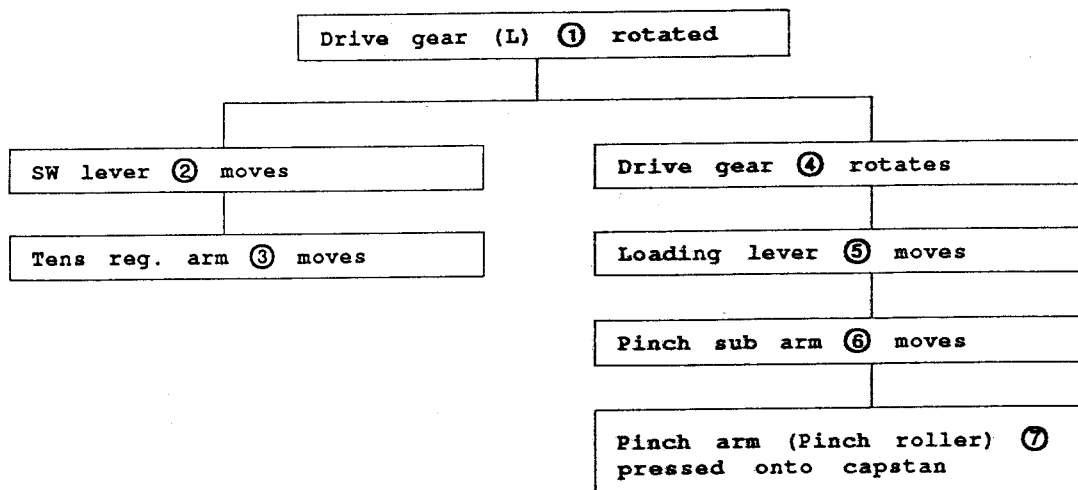 Drive gear (L) ① rotated
SW lever ② moves
Tens reg. arm ③ moves
Drive gear ④ rotates
Loading lever ⑤ moves
Pinch sub arm ⑥ moves
Pinch arm (Pinch roller) ⑦
pressed onto capstan